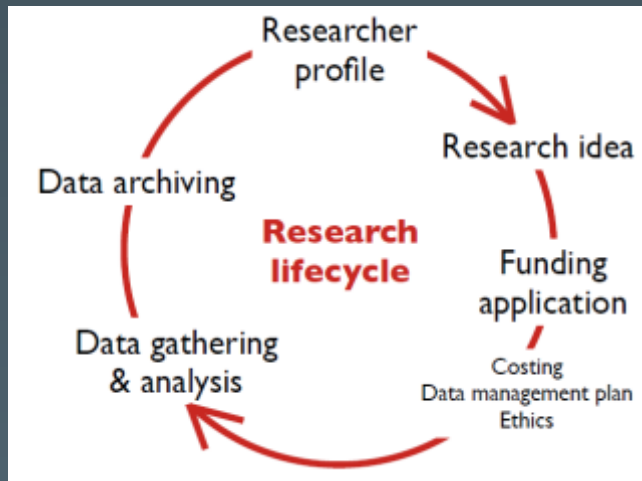 Researcher
profile
Research idea
Funding
application
Costing
Data management plan
Ethics
Data gathering
& analysis
Data archiving
Research
lifecycle